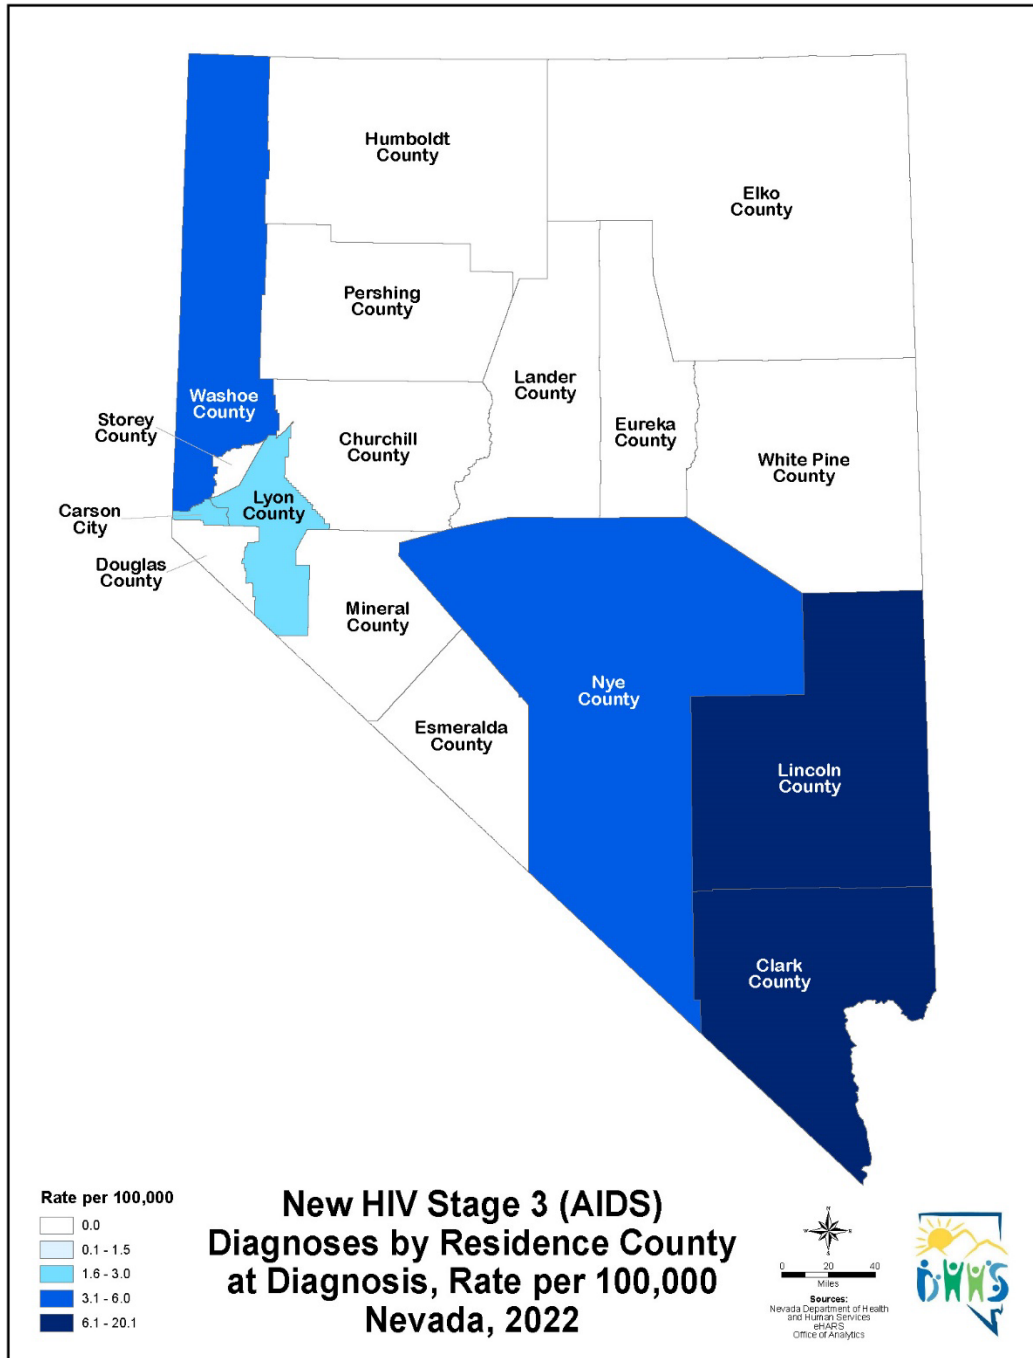 Humboldt
County
Elko
County
Pershing
County
Lander
County
Washoe
County
Storey
County
Churchill
County
Eureka
County
White Pine
County
Lyon
County
Carson
City
Douglas
County
Mineral
County
Nye
County
Esmeralda
County
Lincoln
County
Clark
County
Rate per 100,000
0.0
0.1 - 1.5
1.6 - 3.0
3.1 - 6.0
6.1 - 20.1
New HIV Stage 3 (AIDS)
Diagnoses by Residence County
at Diagnosis, Rate per 100,000
Nevada, 2022
N
W E
S
0 20 40
Miles
Sources:
Nevada Department of Health
and Human Services
eHARS
Office of Analytics
DHHS